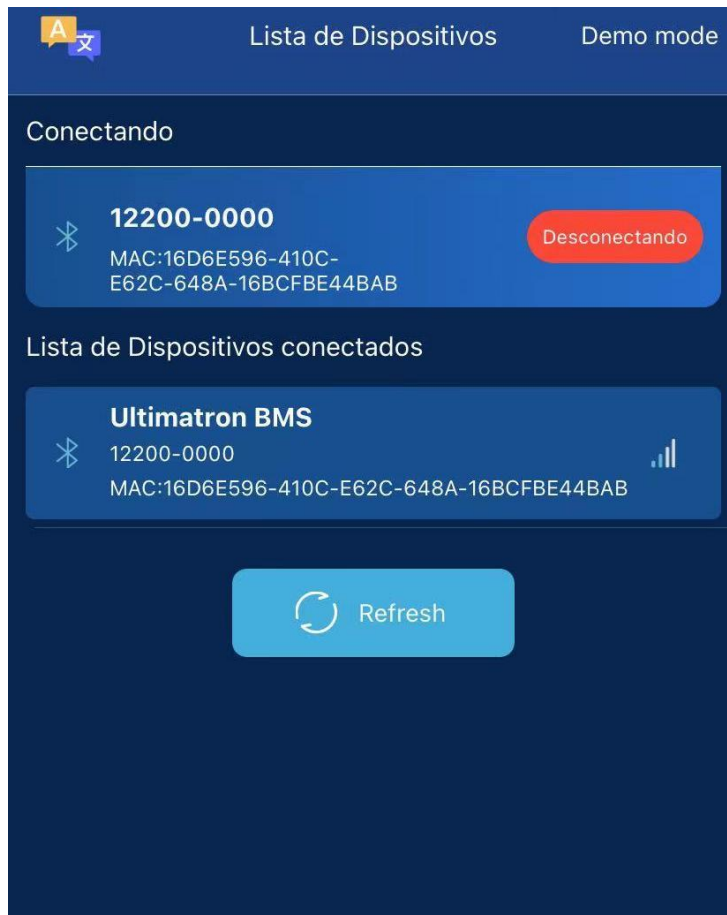 A 文
Lista de Dispositivos
Demo mode
Conectando
12200-0000
Desconectando
MAC:16D6E596-410C-
E62C-648A-16BCFBE44BAB
Lista de Dispositivos conectados
Ultimatron BMS
12200-0000
MAC:16D6E596-410C-E62C-648A-16BCFBE44BAB
Refresh